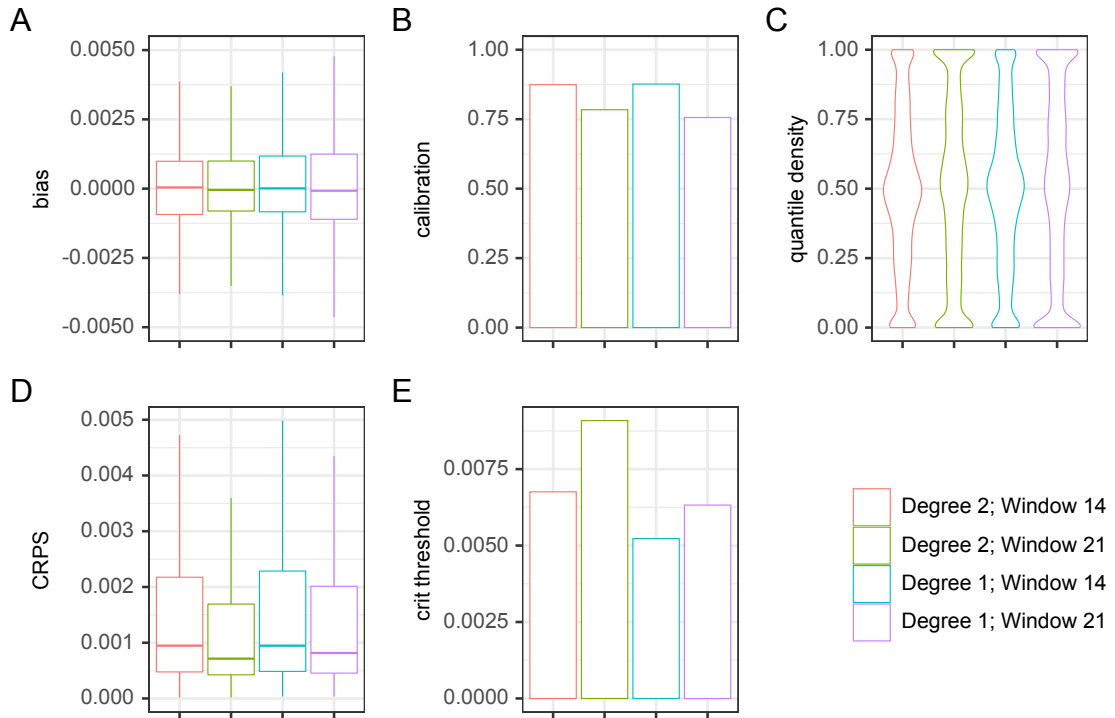 A
bias
0.0050
0.0025
0.0000
-0.0025
-0.0050
B
calibration
1.00
0.75
0.50
0.25
0.00
C
quantile density
1.00
0.75
0.50
0.25
0.00
D
CRPS
0.005
0.004
0.003
0.002
0.001
0.000
E
crit threshold
0.0075
0.0050
0.0025
0.0000
Degree 2; Window 14
Degree 2; Window 21
Degree 1; Window 14
Degree 1; Window 21